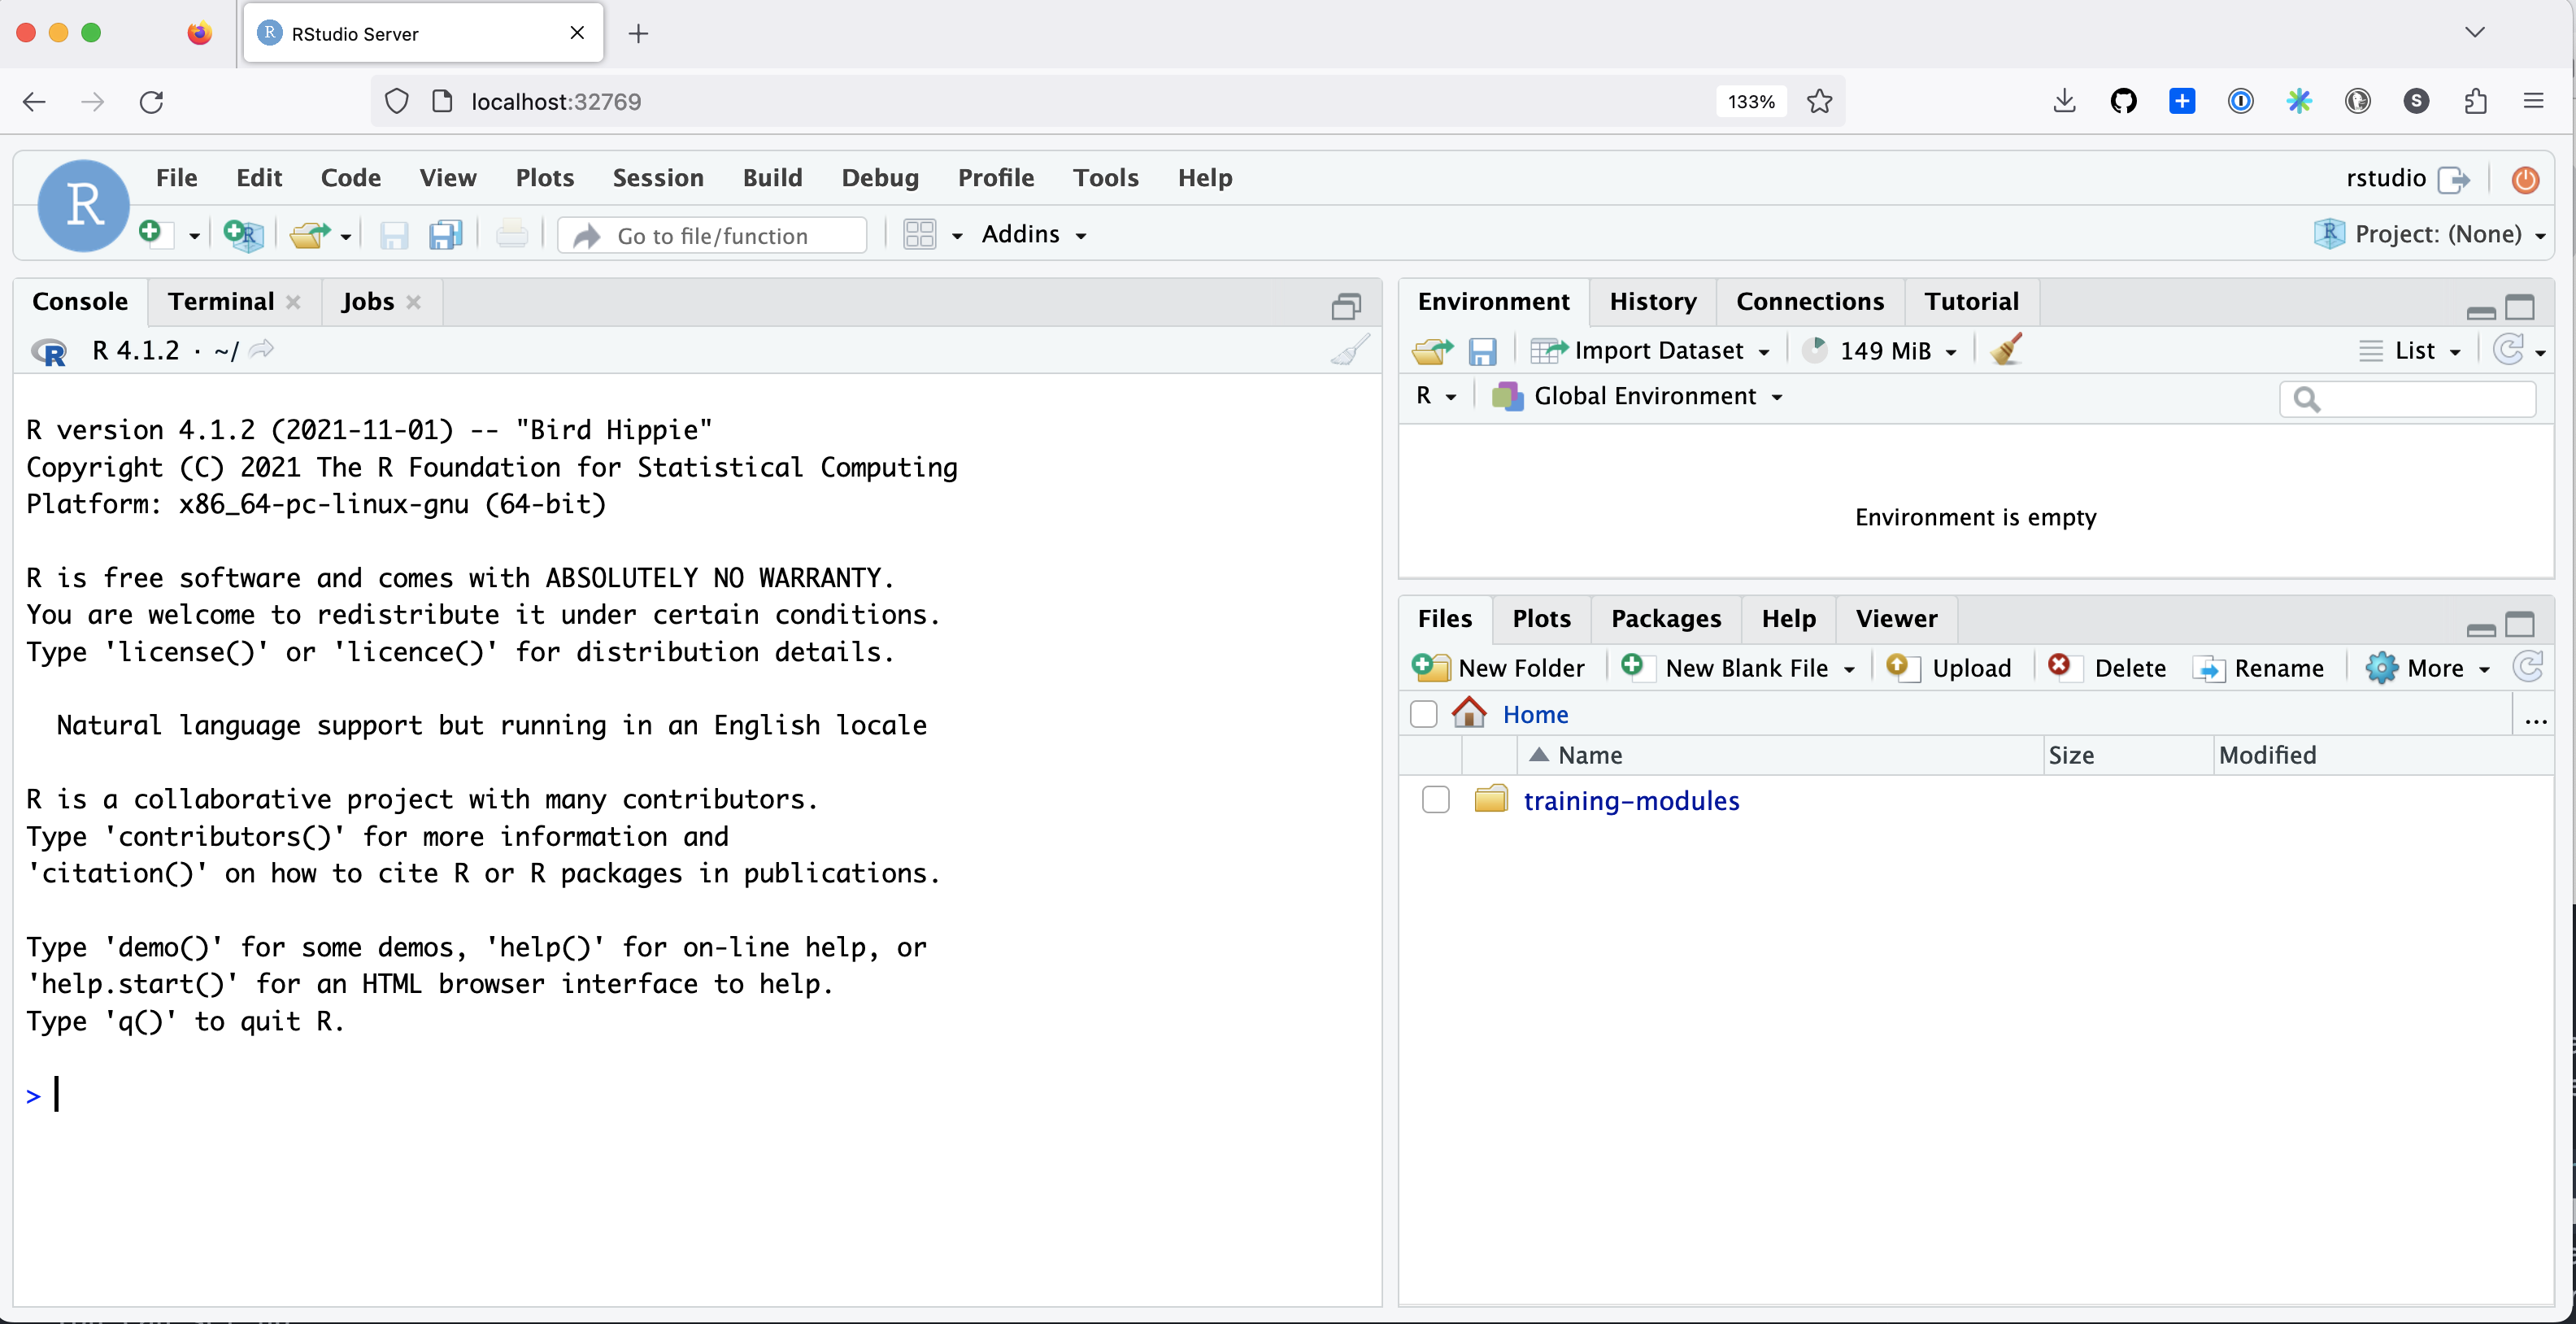 RStudio Server
localhost:32769
133%
File Edit Code View Plots Session Build Debug Profile Tools Help
rstudio
Go to file/function
Addins
Project: (None)
Console Terminal Jobs
R 4.1.2 · ~/
R version 4.1.2 (2021-11-01) -- "Bird Hippie"
Copyright (C) 2021 The R Foundation for Statistical Computing
Platform: x86_64-pc-linux-gnu (64-bit)
R is free software and comes with ABSOLUTELY NO WARRANTY.
You are welcome to redistribute it under certain conditions.
Type 'license()' or 'licence()' for distribution details.
Natural language support but running in an English locale
R is a collaborative project with many contributors.
Type 'contributors()' for more information and
'citation()' on how to cite R or R packages in publications.
Type 'demo()' for some demos, 'help()' for on-line help, or
'help.start()' for an HTML browser interface to help.
Type 'q()' to quit R.
>
Environment History Connections Tutorial
Import Dataset 149 MiB List
R Global Environment
Environment is empty
Files Plots Packages Help Viewer
New Folder New Blank File Upload Delete Rename More
Home ...
Name Size Modified
training-modules